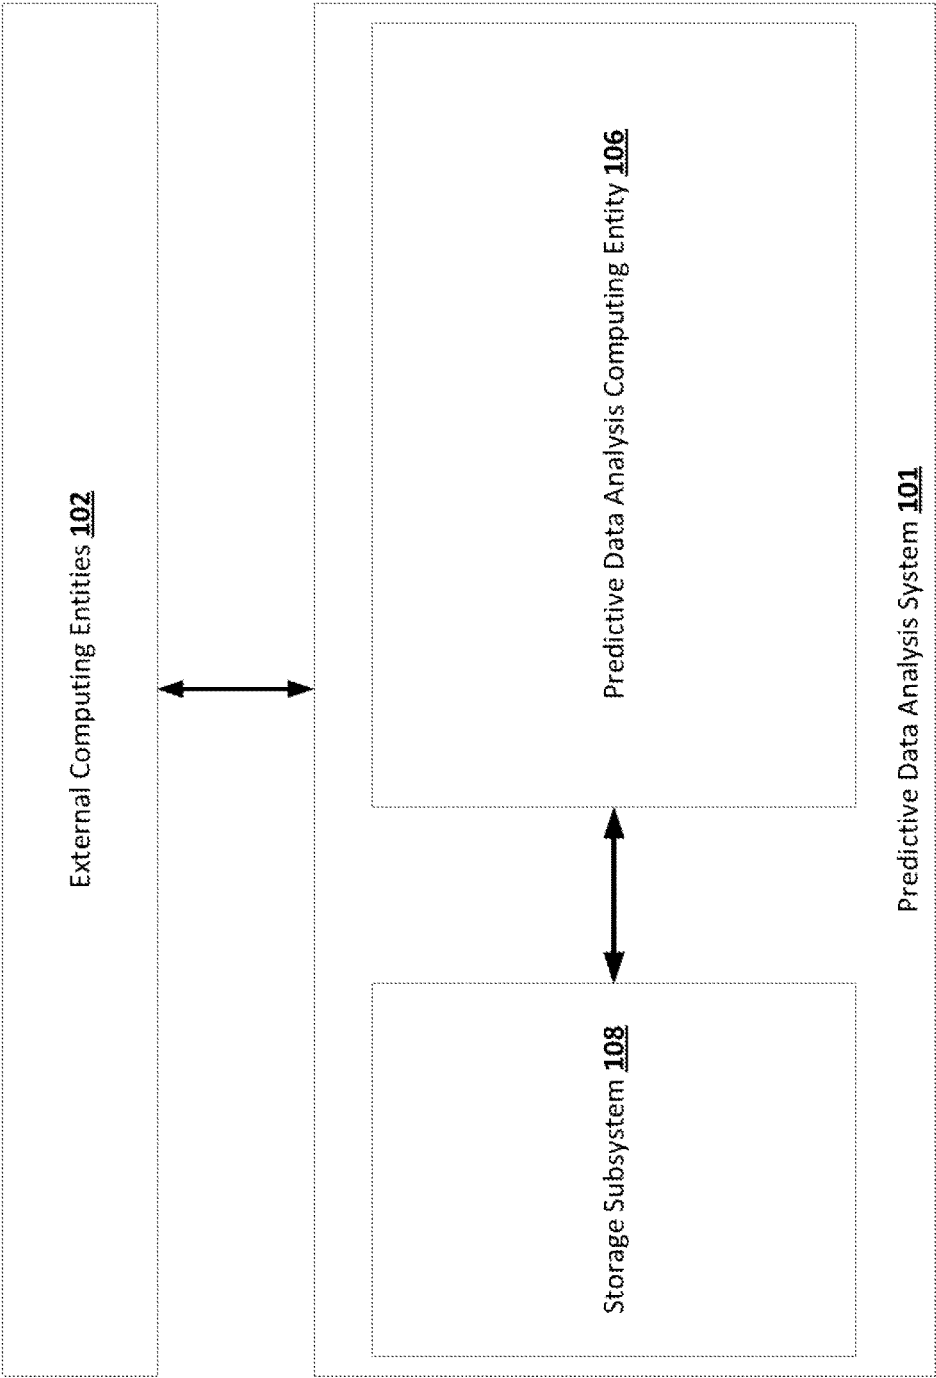 External Computing Entities 102
Storage Subsystem 108
Predictive Data Analysis Computing Entity 106
Predictive Data Analysis System 101